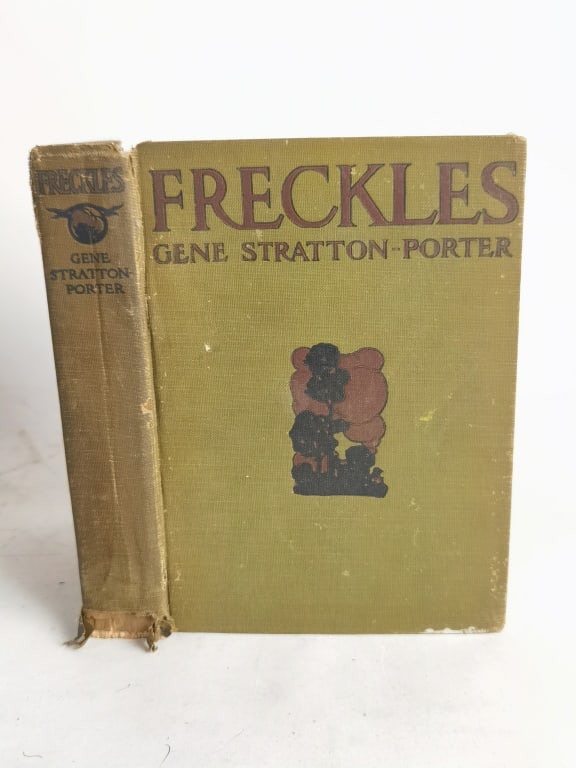 FRECKLES
GENE
STRATTON-
PORTER
FRECKLES
GENE STRATTON-PORTER